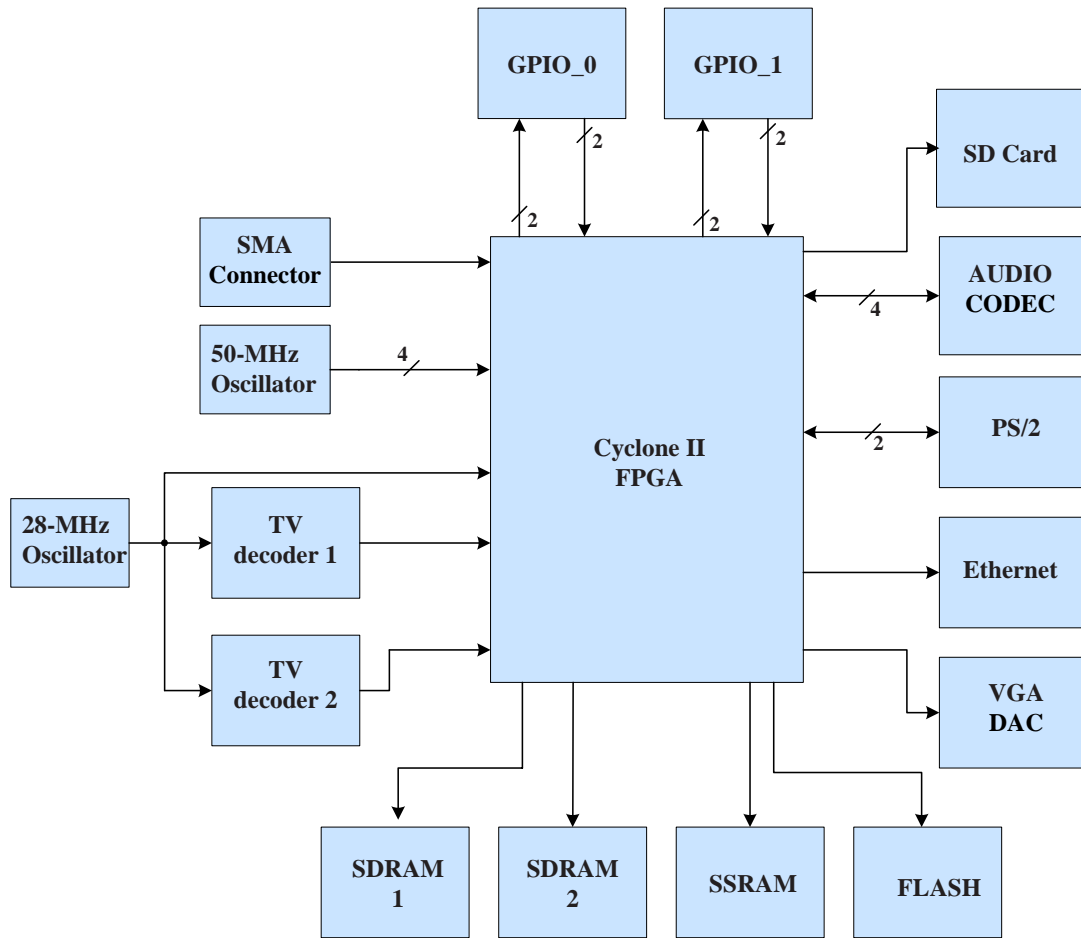 GPIO_0
GPIO_1
2
2
2
2
SD Card
SMA
Connector
AUDIO
CODEC
4
50-MHz
Oscillator
4
PS/2
2
Cyclone II
FPGA
28-MHz
Oscillator
TV
decoder 1
Ethernet
TV
decoder 2
VGA
DAC
SDRAM
1
SDRAM
2
SSRAM
FLASH